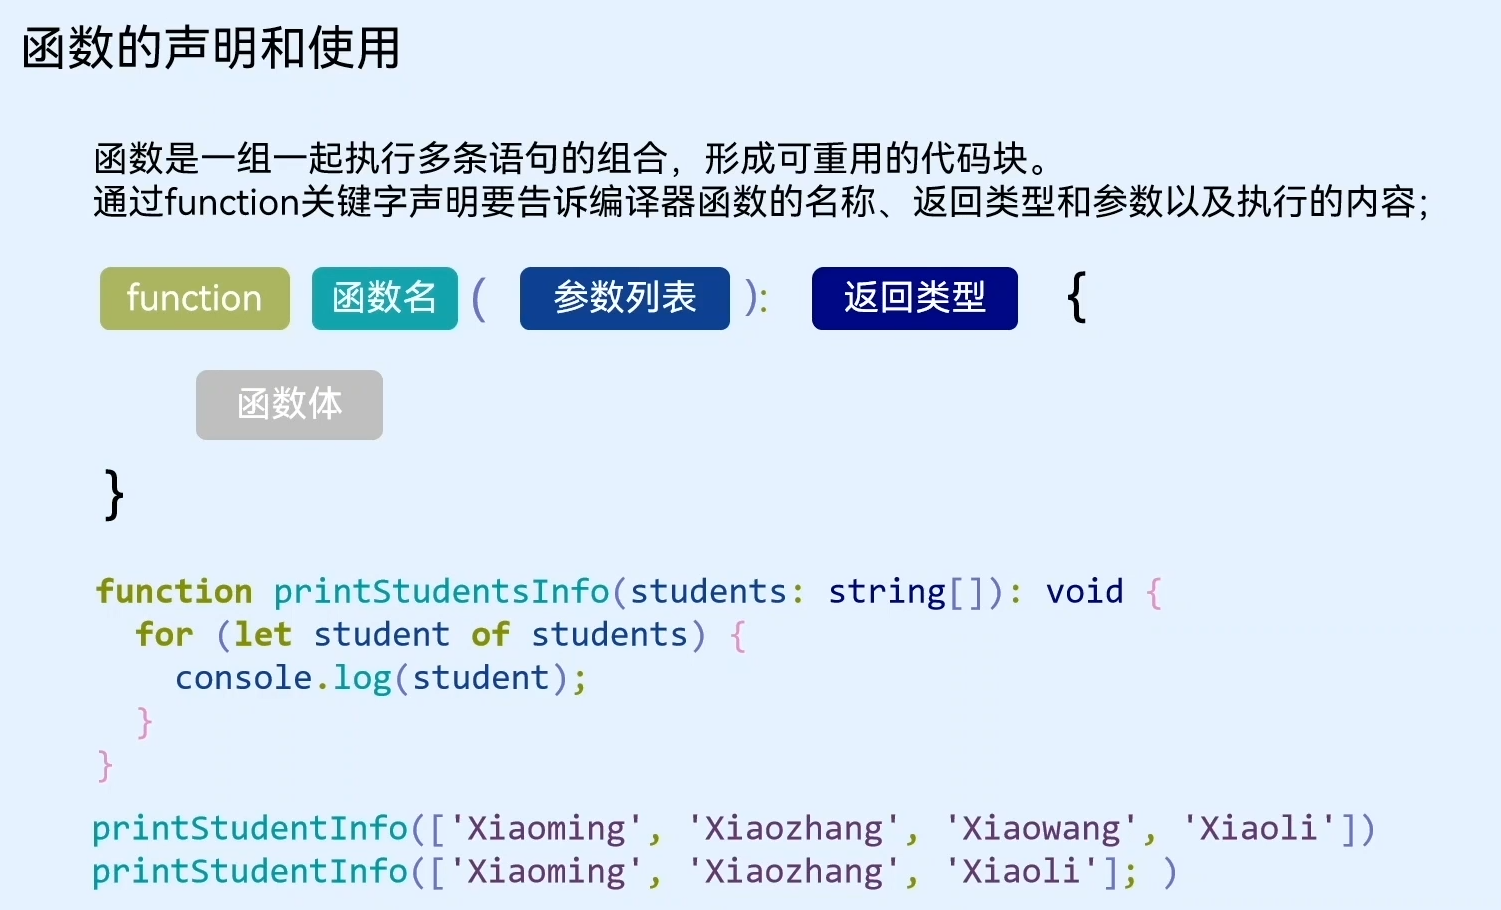 函数的声明和使用
函数是一组一起执行多条语句的组合，形成可重用的代码块。
通过function关键字声明要告诉编译器函数的名称、返回类型和参数以及执行的内容；
function 函数名 ( 参数列表 ): 返回类型 {
函数体
}
function printStudentsInfo(students: string[]): void {
  for (let student of students) {
    console.log(student);
  }
}
printStudentInfo(['Xiaoming', 'Xiaozhang', 'Xiaowang', 'Xiaoli'])
printStudentInfo(['Xiaoming', 'Xiaozhang', 'Xiaoli']; )